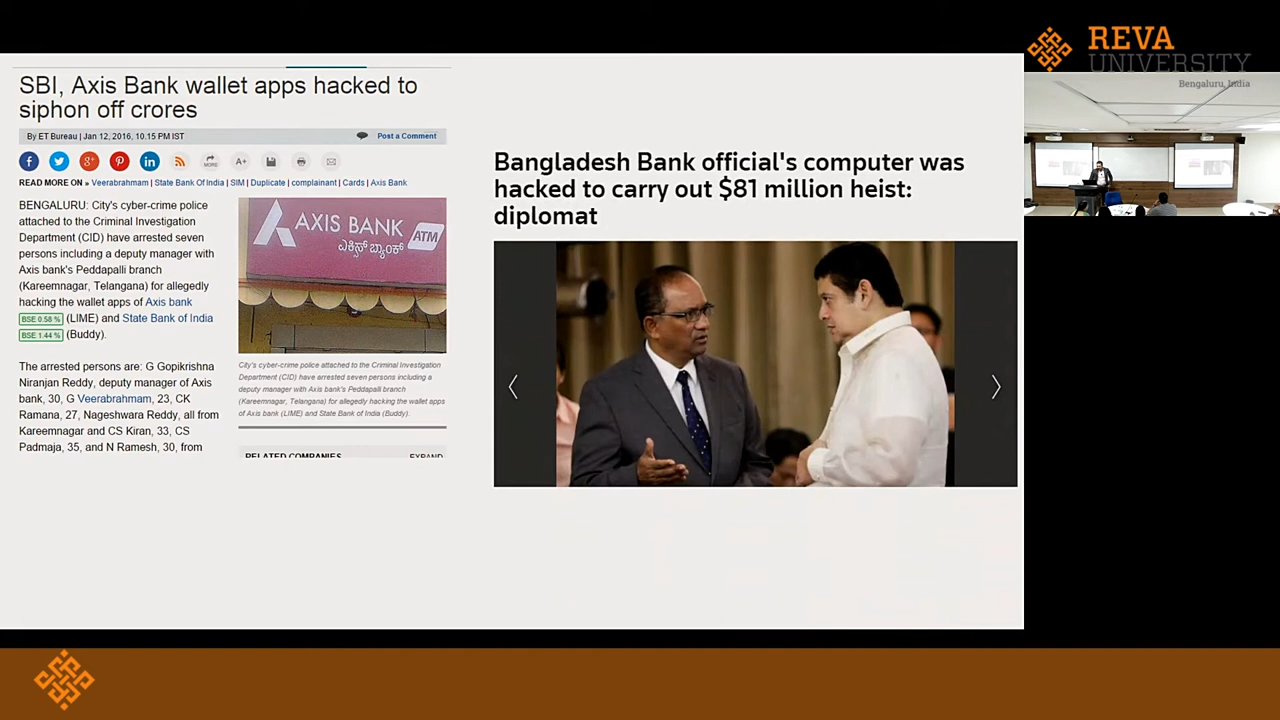 REVA
UNIVERSITY
Bengaluru, India
SBI, Axis Bank wallet apps hacked to
siphon off crores
By ET Bureau | Jan 12, 2016, 10.15 PM IST
Post a Comment
MORE
A+
READ MORE ON » Veerabrahmam | State Bank Of India | SIM | Duplicate | complainant | Cards | Axis Bank
BENGALURU: City's cyber-crime police
attached to the Criminal Investigation
Department (CID) have arrested seven
persons including a deputy manager with
Axis bank's Peddapalli branch
(Kareemnagar, Telangana) for allegedly
hacking the wallet apps of Axis bank
BSE 0.58 % (LIME) and State Bank of India
BSE 1.44 % (Buddy).
The arrested persons are: G Gopikrishna
Niranjan Reddy, deputy manager of Axis
bank, 30, G Veerabrahmam, 23, CK
Ramana, 27, Nageshwara Reddy, all from
Kareemnagar and CS Kiran, 33, CS
Padmaja, 35, and N Ramesh, 30, from
AXIS BANK
ATM
ಎಕ್ಸಿಸ್ ಬ್ಯಾಂಕ್
City's cyber-crime police attached to the Criminal Investigation
Department (CID) have arrested seven persons including a
deputy manager with Axis bank's Peddapalli branch
(Kareemnagar, Telangana) for allegedly hacking the wallet apps
of Axis bank (LIME) and State Bank of India (Buddy).
RELATED COMPANIES
EXPAND
Bangladesh Bank official's computer was
hacked to carry out $81 million heist:
diplomat